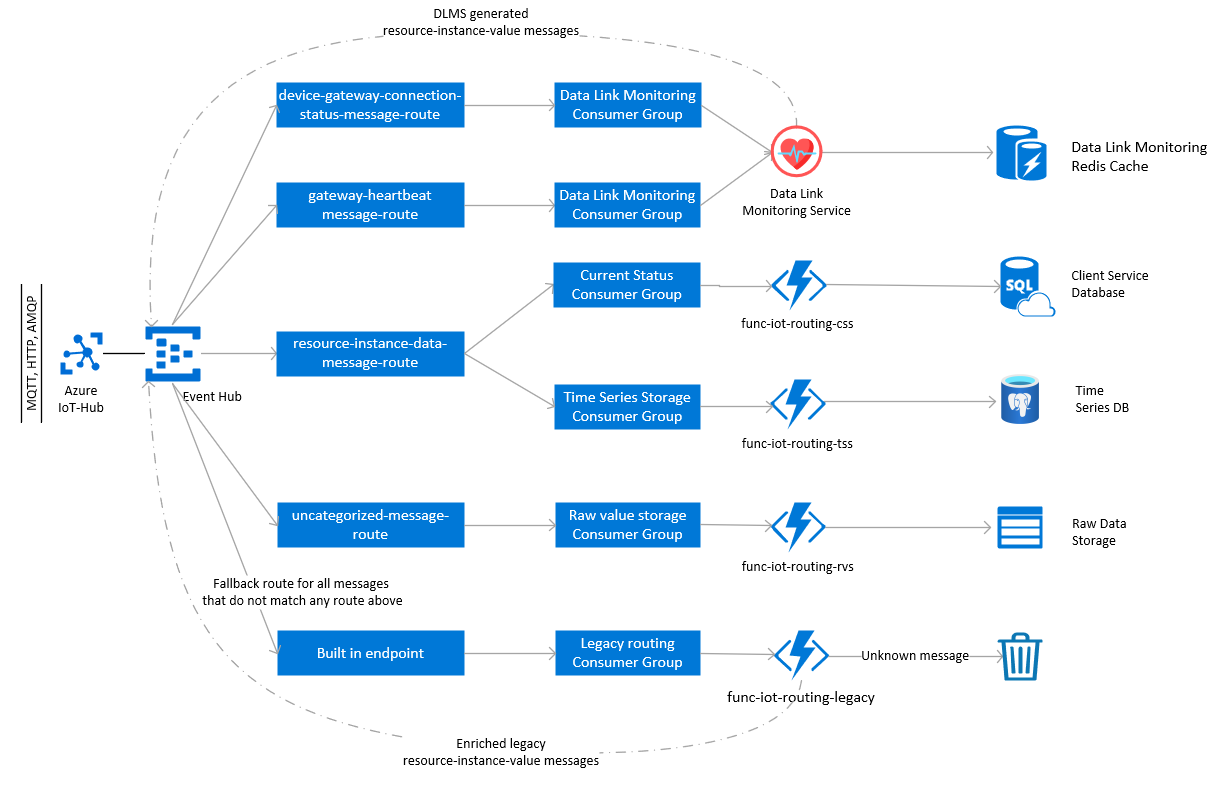 DLMS generated
resource-instance-value messages
device-gateway-connection-
status-message-route
Data Link Monitoring
Consumer Group
Data Link Monitoring
Redis Cache
gateway-heartbeat
message-route
Data Link Monitoring
Consumer Group
Data Link
Monitoring Service
Current Status
Consumer Group
func-iot-routing-css
SQL
Client Service
Database
MQTT, HTTP, AMQP
Azure
IoT-Hub
Event Hub
resource-instance-data-
message-route
Time Series Storage
Consumer Group
func-iot-routing-tss
Time
Series DB
uncategorized-message-
route
Raw value storage
Consumer Group
func-iot-routing-rvs
Raw Data
Storage
Fallback route for all messages
that do not match any route above
Built in endpoint
Legacy routing
Consumer Group
func-iot-routing-legacy
Unknown message
Enriched legacy
resource-instance-value messages